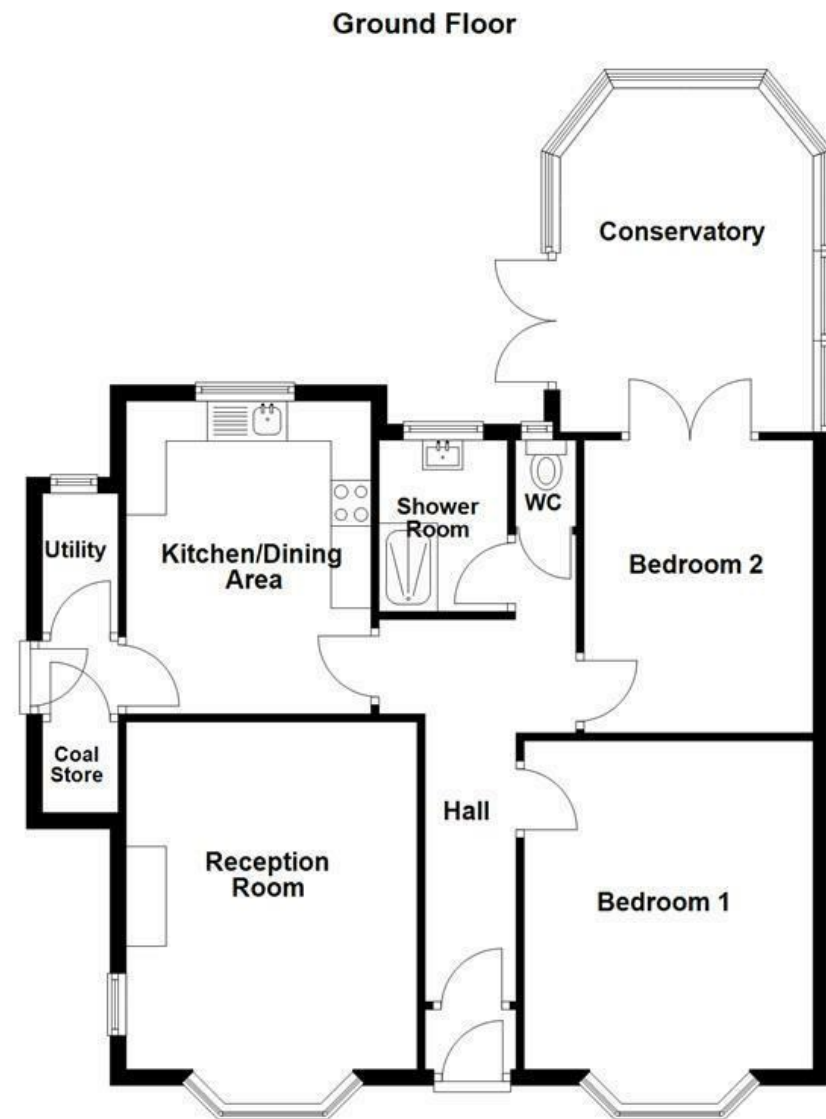 Ground Floor
Conservatory
Shower
Room
WC
Utility
Kitchen/Dining
Area
Bedroom 2
Coal
Store
Hall
Reception
Room
Bedroom 1